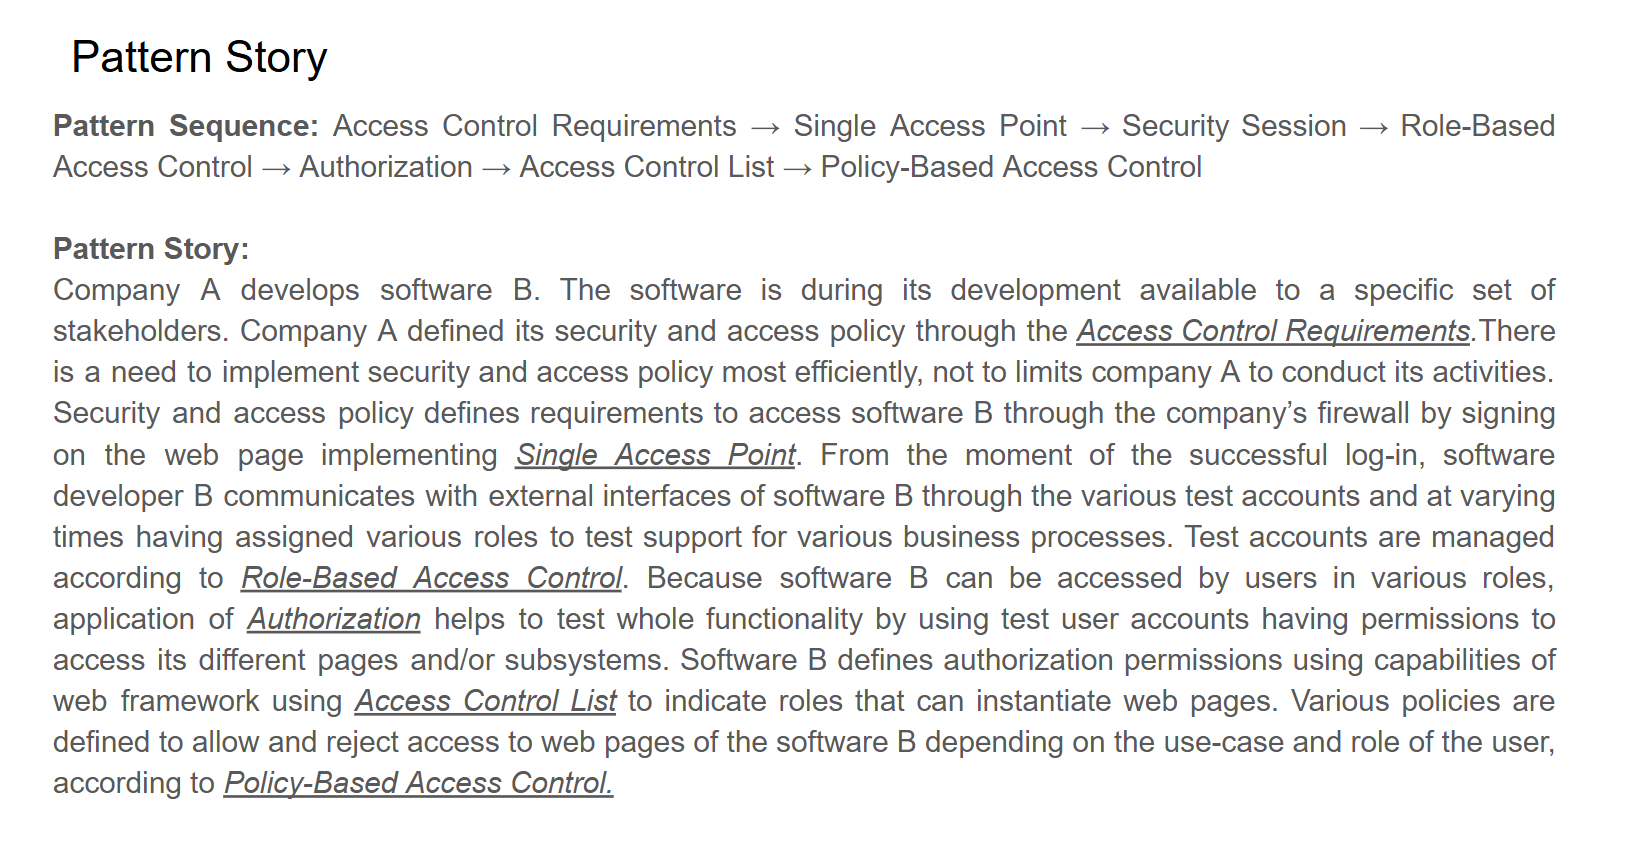 Pattern Story
Pattern Sequence: Access Control Requirements → Single Access Point → Security Session → Role-Based
Access Control → Authorization → Access Control List → Policy-Based Access Control
Pattern Story:
Company A develops software B. The software is during its development available to a specific set of
stakeholders. Company A defined its security and access policy through the Access Control Requirements.There
is a need to implement security and access policy most efficiently, not to limits company A to conduct its activities.
Security and access policy defines requirements to access software B through the company’s firewall by signing
on the web page implementing Single Access Point. From the moment of the successful log-in, software
developer B communicates with external interfaces of software B through the various test accounts and at varying
times having assigned various roles to test support for various business processes. Test accounts are managed
according to Role-Based Access Control. Because software B can be accessed by users in various roles,
application of Authorization helps to test whole functionality by using test user accounts having permissions to
access its different pages and/or subsystems. Software B defines authorization permissions using capabilities of
web framework using Access Control List to indicate roles that can instantiate web pages. Various policies are
defined to allow and reject access to web pages of the software B depending on the use-case and role of the user,
according to Policy-Based Access Control.